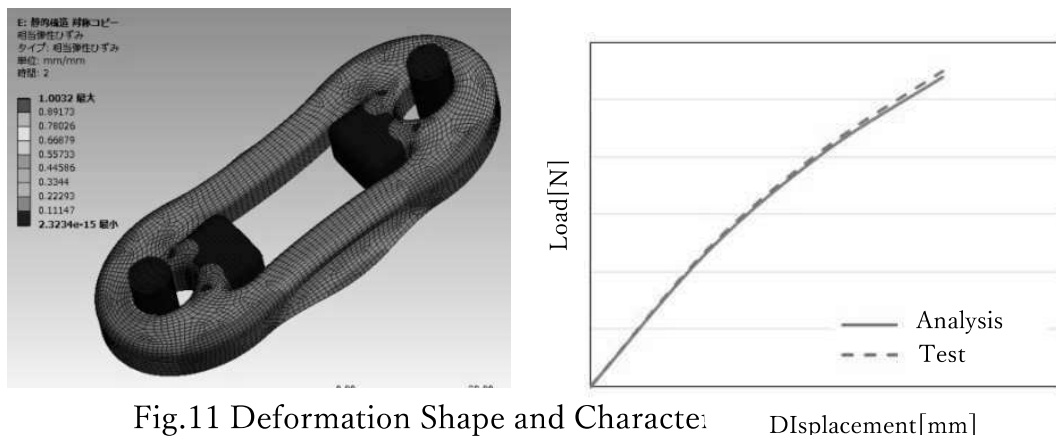 E: 静的構造 対称コピー
相当弾性ひずみ
タイプ: 相当弾性ひずみ
単位: mm/mm
時間: 2
1.0032 最大
0.89173
0.78026
0.66879
0.55733
0.44586
0.3344
0.22293
0.11147
2.3234e-15 最小
Load[N]
Analysis
Test
DIsplacement[mm]
Fig.11 Deformation Shape and